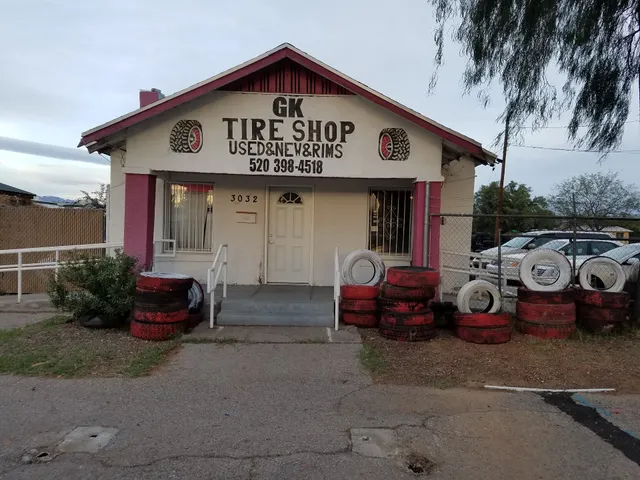 GK
TIRE SHOP
USED&NEW&RIMS
520 398-4518
3032